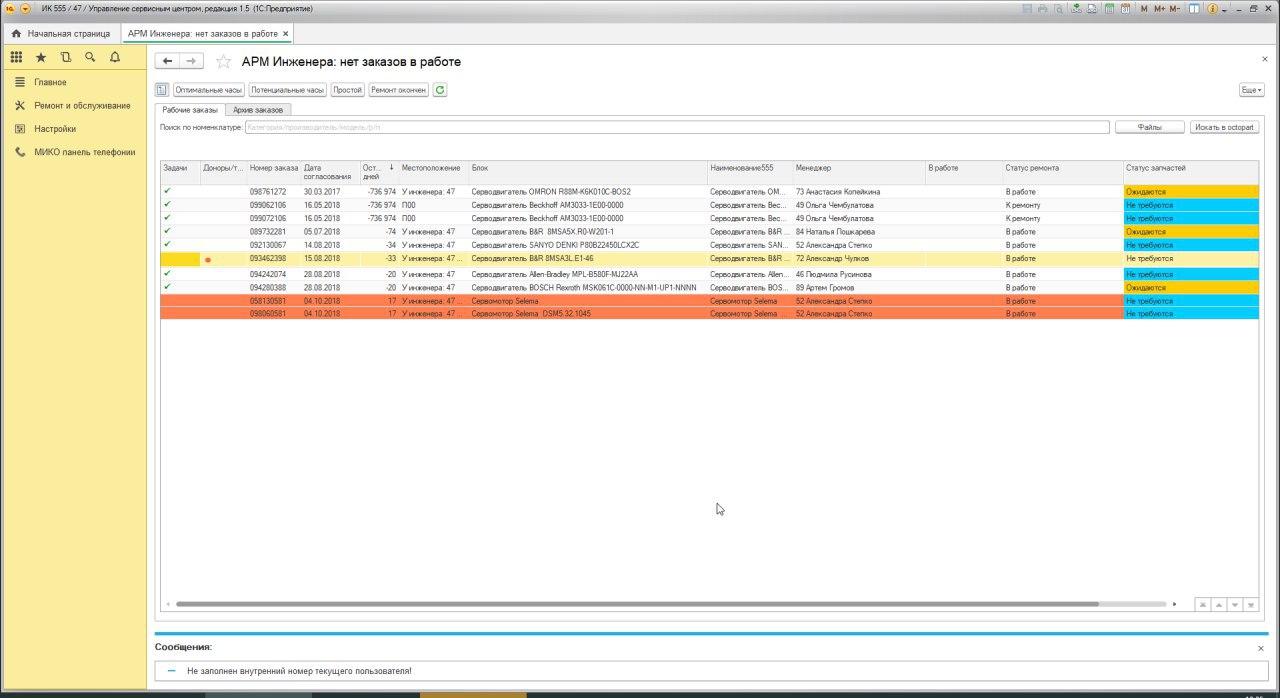 ИК 555 / 47 / Управление сервисным центром, редакция 1.5 (1С:Предприятие)
M M+ M-
Начальная страница
АРМ Инженера: нет заказов в работе ×
АРМ Инженера: нет заказов в работе
Главное
Ремонт и обслуживание
Настройки
МИКО панель телефонии
Оптимальные часы Потенциальные часы Простой Ремонт окончен Еще
Рабочие заказы Архив заказов
Поиск по номенклатуре: Категория/производитель/модель/p/n Файлы Искать в octopart
Задачи Доноры/т... Номер заказа Дата согласования Ост... ↓ дней Местоположение Блок Наименование555 Менеджер В работе Статус ремонта Статус запчастей
098761272 30.03.2017 -736 974 У инженера: 47 Серводвигатель OMRON R88M-K6K010C-BOS2 Серводвигатель OM... 73 Анастасия Копейкина В работе Ожидаются
099062106 16.05.2018 -736 974 П00 Серводвигатель Beckhoff AM3033-1E00-0000 Серводвигатель Bec... 49 Ольга Чембулатова К ремонту Не требуются
099072106 16.05.2018 -736 974 П00 Серводвигатель Beckhoff AM3033-1E00-0000 Серводвигатель Bec... 49 Ольга Чембулатова К ремонту Не требуются
089732281 05.07.2018 -74 У инженера: 47 ... Серводвигатель B&R 8MSA5X.R0-W201-1 Серводвигатель B&R ... 84 Наталья Пошкарева В работе Ожидаются
092130067 14.08.2018 -34 У инженера: 47 Серводвигатель SANYO DENKI P80B22450LCX2C Серводвигатель SAN... 52 Александра Степко В работе Не требуются
093462398 15.08.2018 -33 У инженера: 47 ... Серводвигатель B&R 8MSA3L.E1-46 Серводвигатель B&R ... 72 Александр Чулков В работе Не требуются
094242074 28.08.2018 -20 У инженера: 47 Серводвигатель Allen-Bradley MPL-B580F-MJ22AA Серводвигатель Allen... 46 Людмила Русинова В работе Не требуются
094280388 28.08.2018 -20 У инженера: 47 Серводвигатель BOSCH Rexroth MSK061C-0000-NN-M1-UP1-NNNN Серводвигатель BOS... 89 Артем Громов В работе Ожидаются
058130581 04.10.2018 17 У инженера: 47 ... Сервомотор Selema Сервомотор Selema ... 52 Александра Степко В работе Не требуются
098060581 04.10.2018 17 У инженера: 47 ... Сервомотор Selema DSM5.32.1045 Сервомотор Selema ... 52 Александра Степко В работе Не требуются
Сообщения:
Не заполнен внутренний номер текущего пользователя!